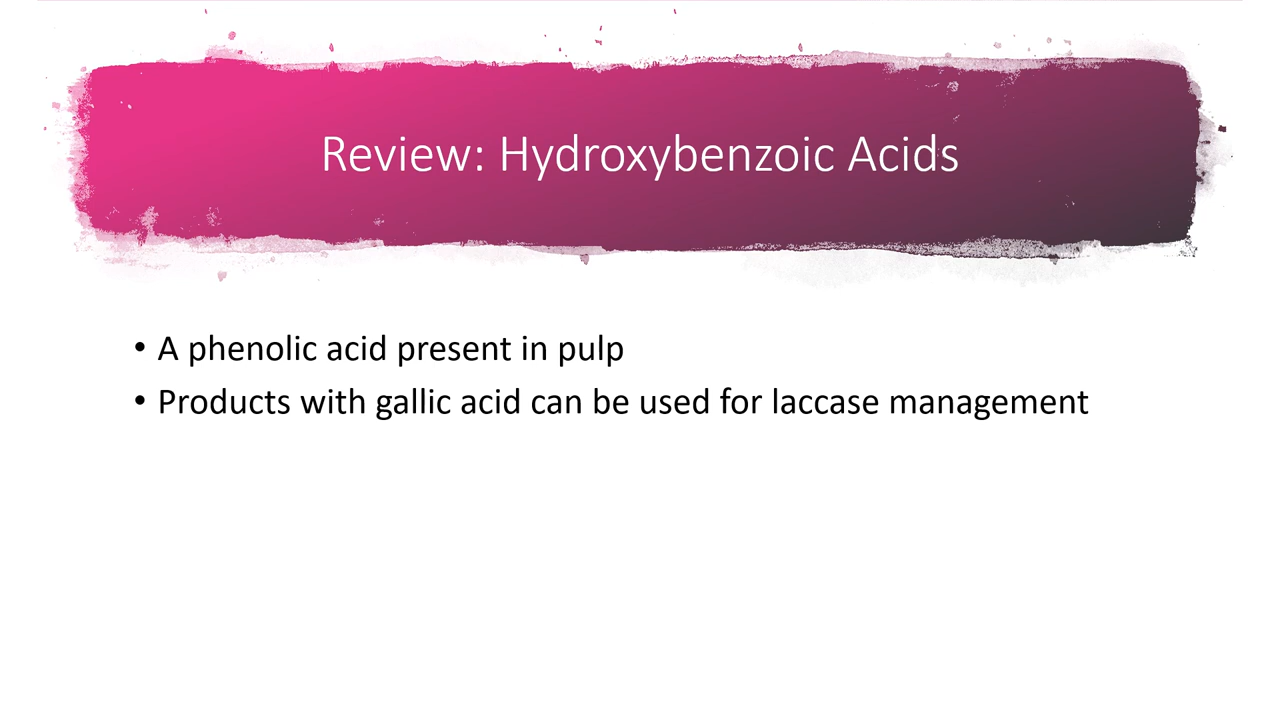 Review: Hydroxybenzoic Acids
• A phenolic acid present in pulp
• Products with gallic acid can be used for laccase management